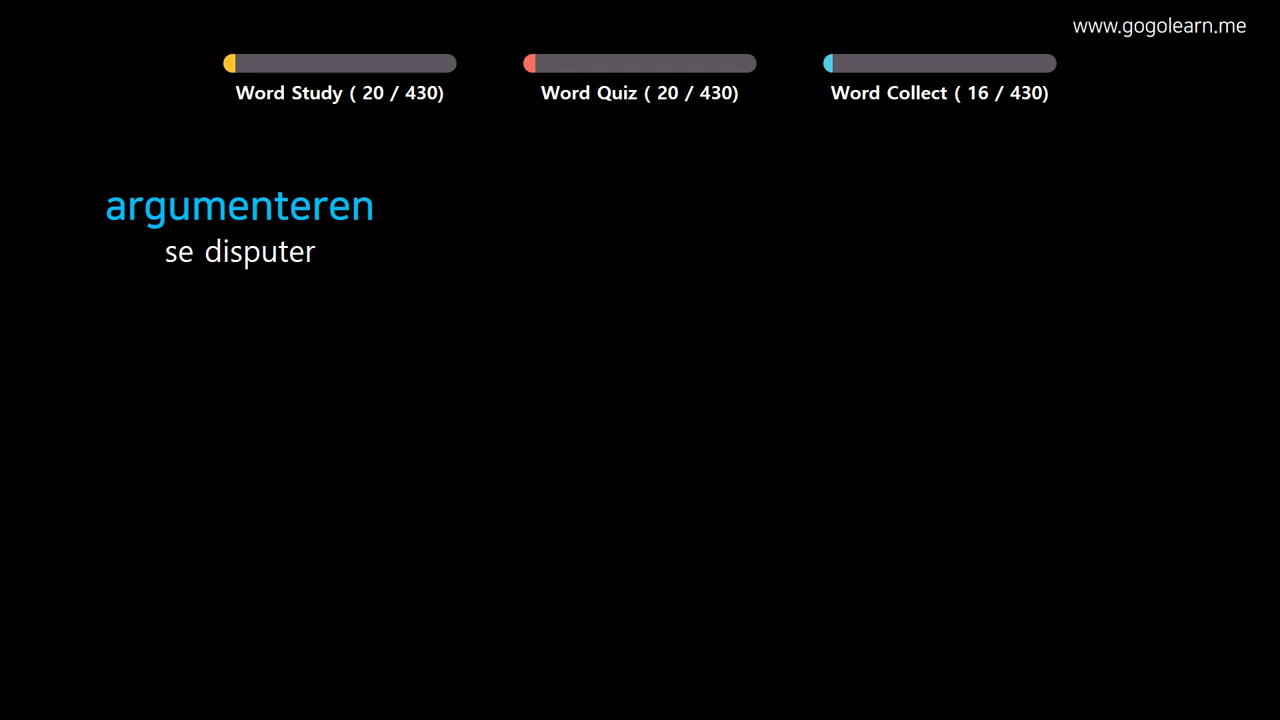 www.gogolearn.me
Word Study ( 20 / 430)
Word Quiz ( 20 / 430)
Word Collect ( 16 / 430)
argumenteren
se disputer